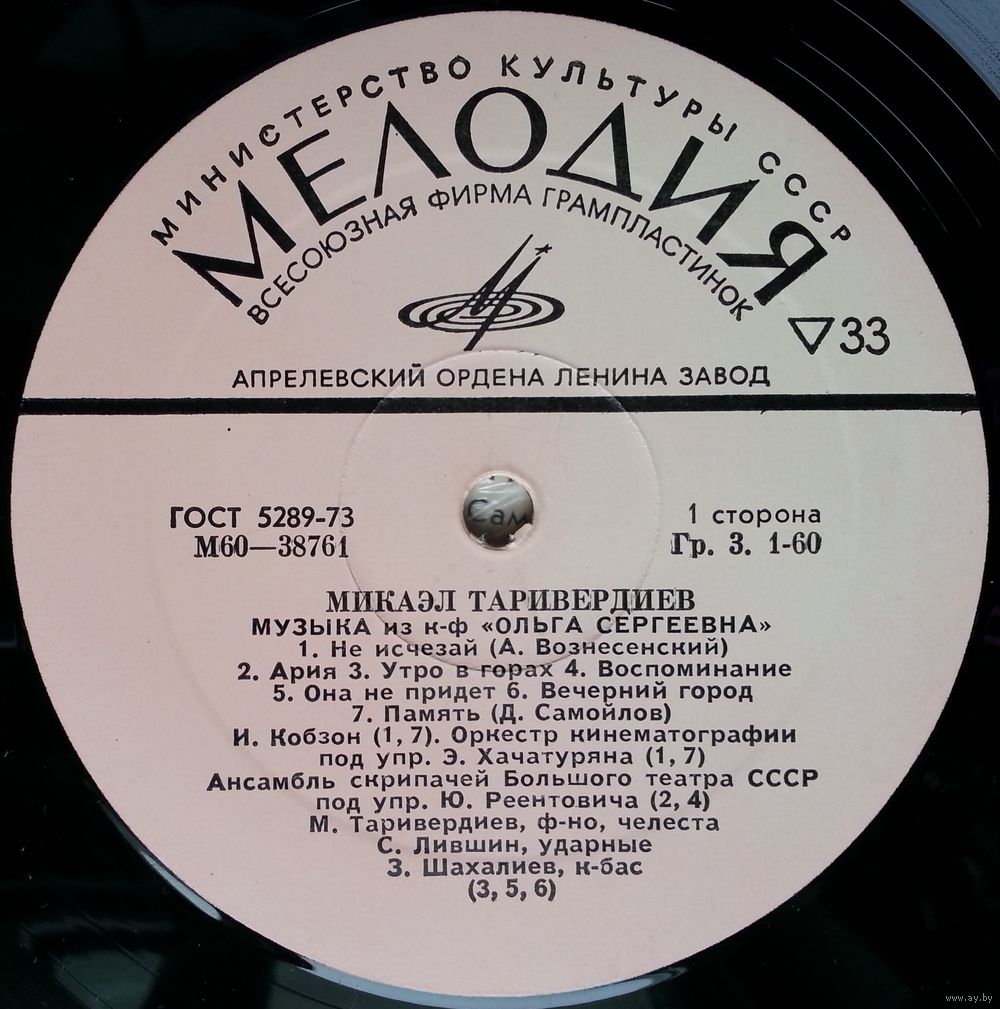 МИНИСТЕРСТВО КУЛЬТУРЫ СССР
МЕЛОДИЯ
ВСЕСОЮЗНАЯ ФИРМА ГРАМПЛАСТИНОК
33
АПРЕЛЕВСКИЙ ОРДЕНА ЛЕНИНА ЗАВОД
ГОСТ 5289-73
М60—38761
1 сторона
Гр. 3. 1-60
Сам
МИКАЭЛ ТАРИВЕРДИЕВ
МУЗЫКА из к-ф «ОЛЬГА СЕРГЕЕВНА»
1. Не исчезай (А. Вознесенский)
2. Ария 3. Утро в горах 4. Воспоминание
5. Она не придет 6. Вечерний город
7. Память (Д. Самойлов)
И. Кобзон (1, 7). Оркестр кинематографии
под упр. Э. Хачатуряна (1, 7)
Ансамбль скрипачей Большого театра СССР
под упр. Ю. Реентовича (2, 4)
М. Таривердиев, ф-но, челеста
С. Лившин, ударные
З. Шахалиев, к-бас
(3, 5, 6)
www.ay.by